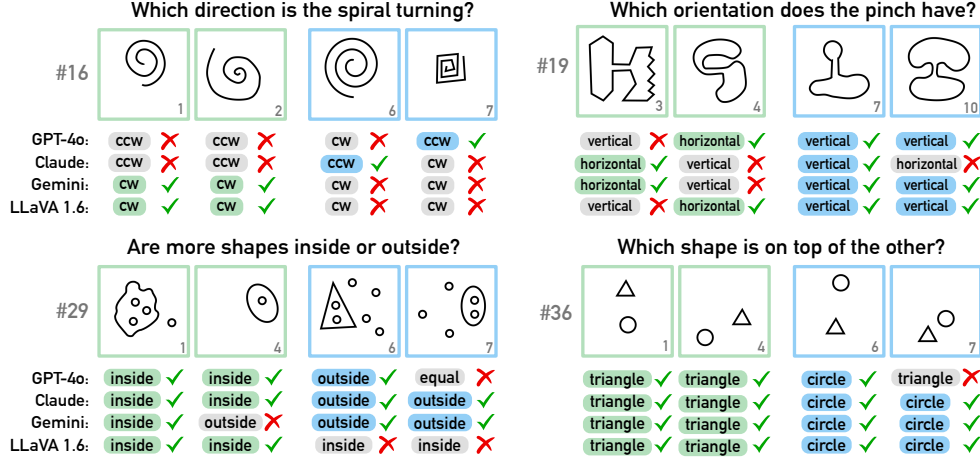 Which direction is the spiral turning?
#16
1
2
6
7
GPT-4o: ccw ccw cw ccw
Claude: ccw ccw ccw cw
Gemini: cw cw cw cw
LLaVA 1.6: cw cw cw cw
Which orientation does the pinch have?
#19
3
4
7
10
vertical horizontal vertical vertical
horizontal vertical vertical horizontal
horizontal vertical vertical vertical
vertical horizontal vertical vertical
Are more shapes inside or outside?
#29
1
4
6
7
GPT-4o: inside inside outside equal
Claude: inside inside outside outside
Gemini: inside outside outside outside
LLaVA 1.6: inside inside inside inside
Which shape is on top of the other?
#36
1
4
6
7
triangle triangle circle triangle
triangle triangle circle circle
triangle triangle circle circle
triangle triangle circle circle